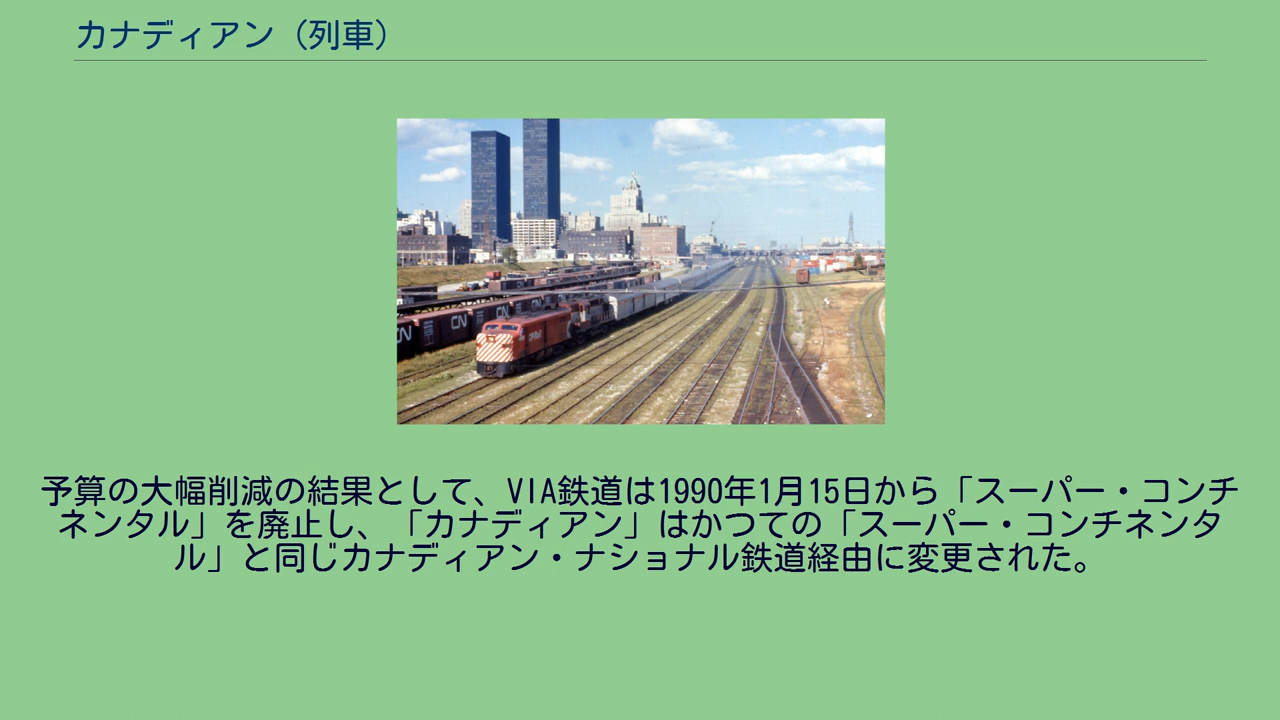 カナディアン（列車）
CN
CN
予算の大幅削減の結果として、VIA鉄道は1990年1月15日から「スーパー・コンチ
ネンタル」を廃止し、「カナディアン」はかつての「スーパー・コンチネンタ
ル」と同じカナディアン・ナショナル鉄道経由に変更された。